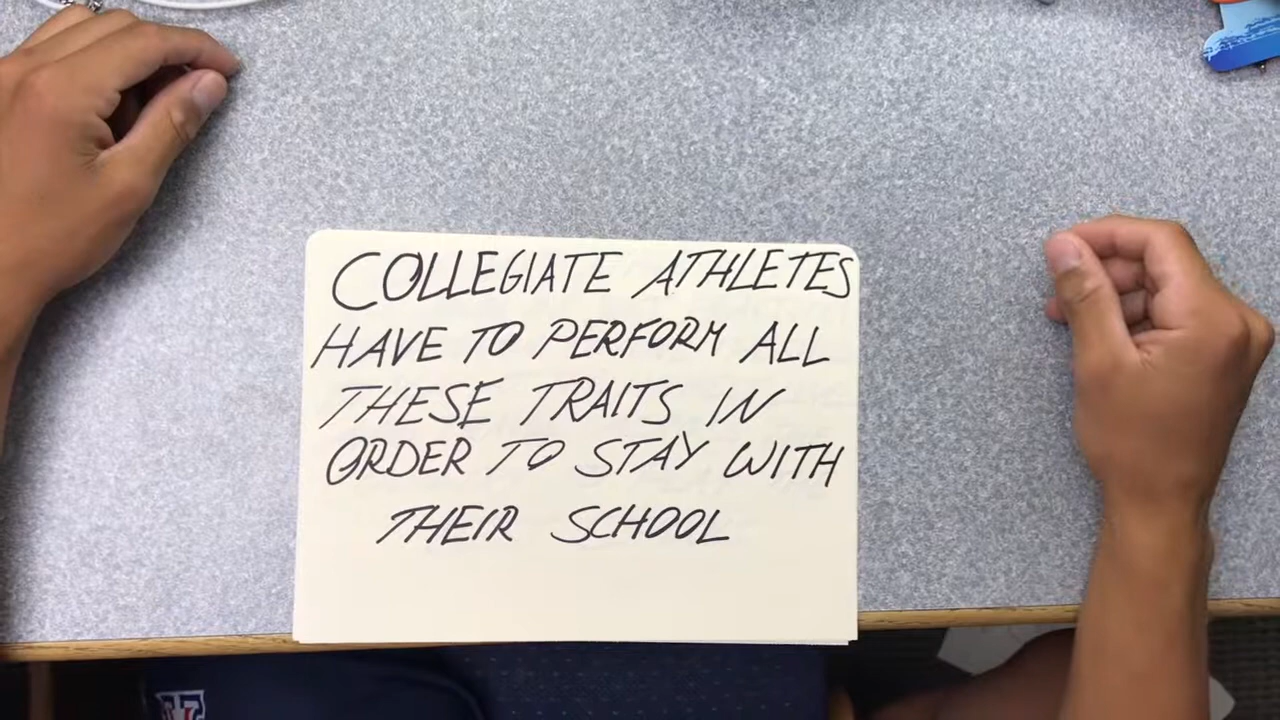 COLLEGIATE ATHLETES
HAVE TO PERFORM ALL
THESE TRAITS IN
ORDER TO STAY WITH
THEIR SCHOOL